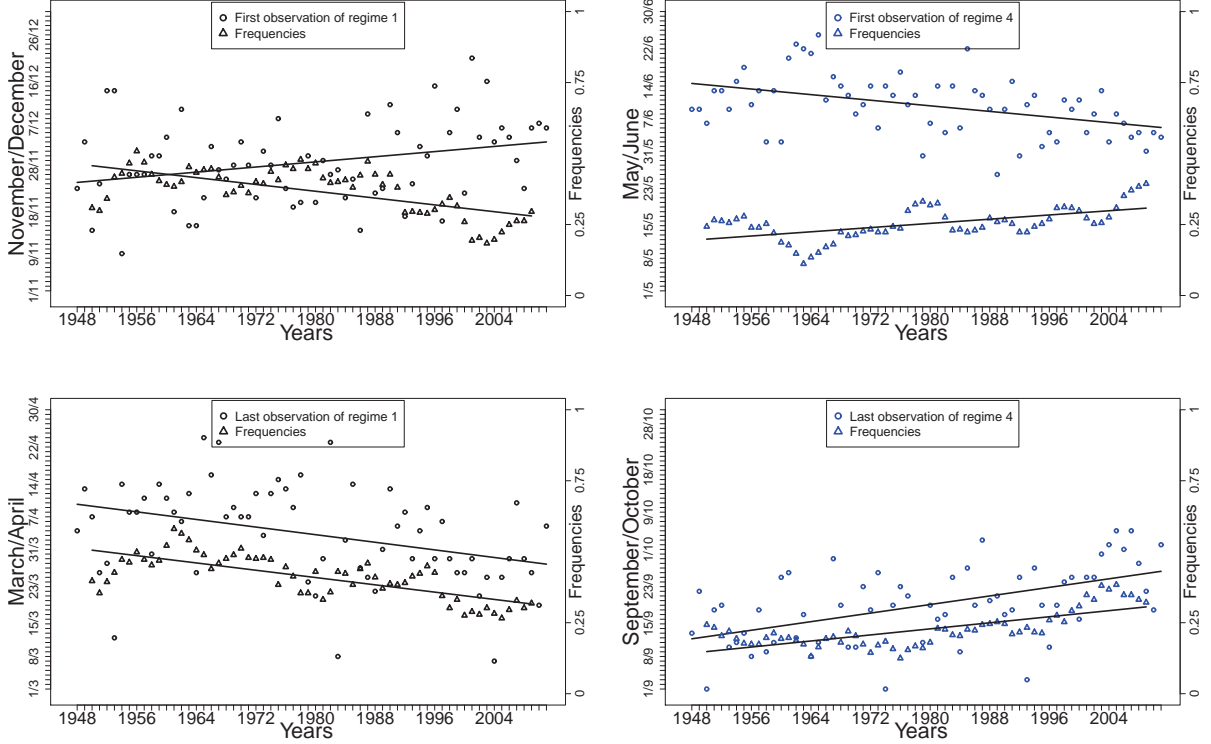 First observation of regime 1
Frequencies
November/December
1/11 9/11 18/11 28/11 7/12 16/12 26/12
0 0.25 0.75 1
Frequencies
1948 1956 1964 1972 1980 1988 1996 2004
Years
First observation of regime 4
Frequencies
May/June
1/5 8/5 15/5 23/5 31/5 7/6 14/6 22/6 30/6
0 0.25 0.75 1
Frequencies
1948 1956 1964 1972 1980 1988 1996 2004
Years
Last observation of regime 1
Frequencies
March/April
1/3 8/3 15/3 23/3 31/3 7/4 14/4 22/4 30/4
0 0.25 0.75 1
Frequencies
1948 1956 1964 1972 1980 1988 1996 2004
Years
Last observation of regime 4
Frequencies
September/October
1/9 8/9 15/9 23/9 1/10 9/10 18/10 28/10
0 0.25 0.75 1
Frequencies
1948 1956 1964 1972 1980 1988 1996 2004
Years